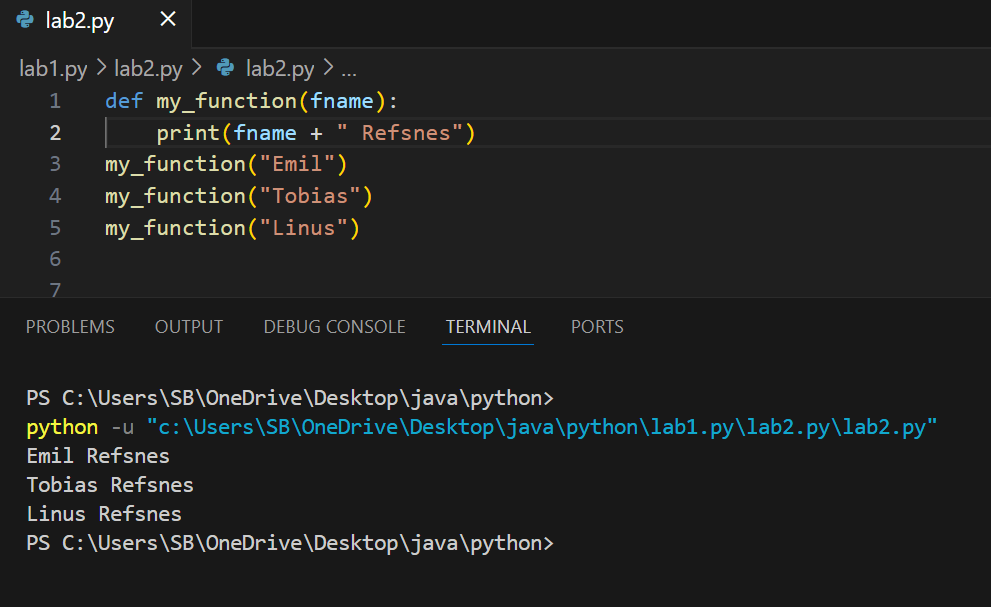 lab2.py ×
lab1.py > lab2.py > lab2.py > ...
1 def my_function(fname):
2     print(fname + " Refsnes")
3 my_function("Emil")
4 my_function("Tobias")
5 my_function("Linus")
6
7
PROBLEMS OUTPUT DEBUG CONSOLE TERMINAL PORTS
PS C:\Users\SB\OneDrive\Desktop\java\python>
python -u "c:\Users\SB\OneDrive\Desktop\java\python\lab1.py\lab2.py\lab2.py"
Emil Refsnes
Tobias Refsnes
Linus Refsnes
PS C:\Users\SB\OneDrive\Desktop\java\python>